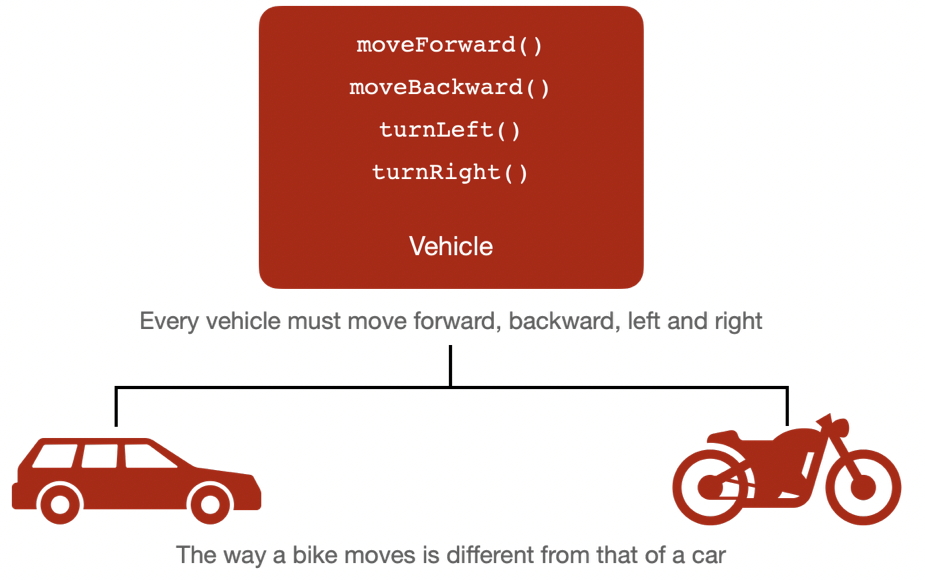 moveForward()
moveBackward()
turnLeft()
turnRight()
Vehicle
Every vehicle must move forward, backward, left and right
The way a bike moves is different from that of a car